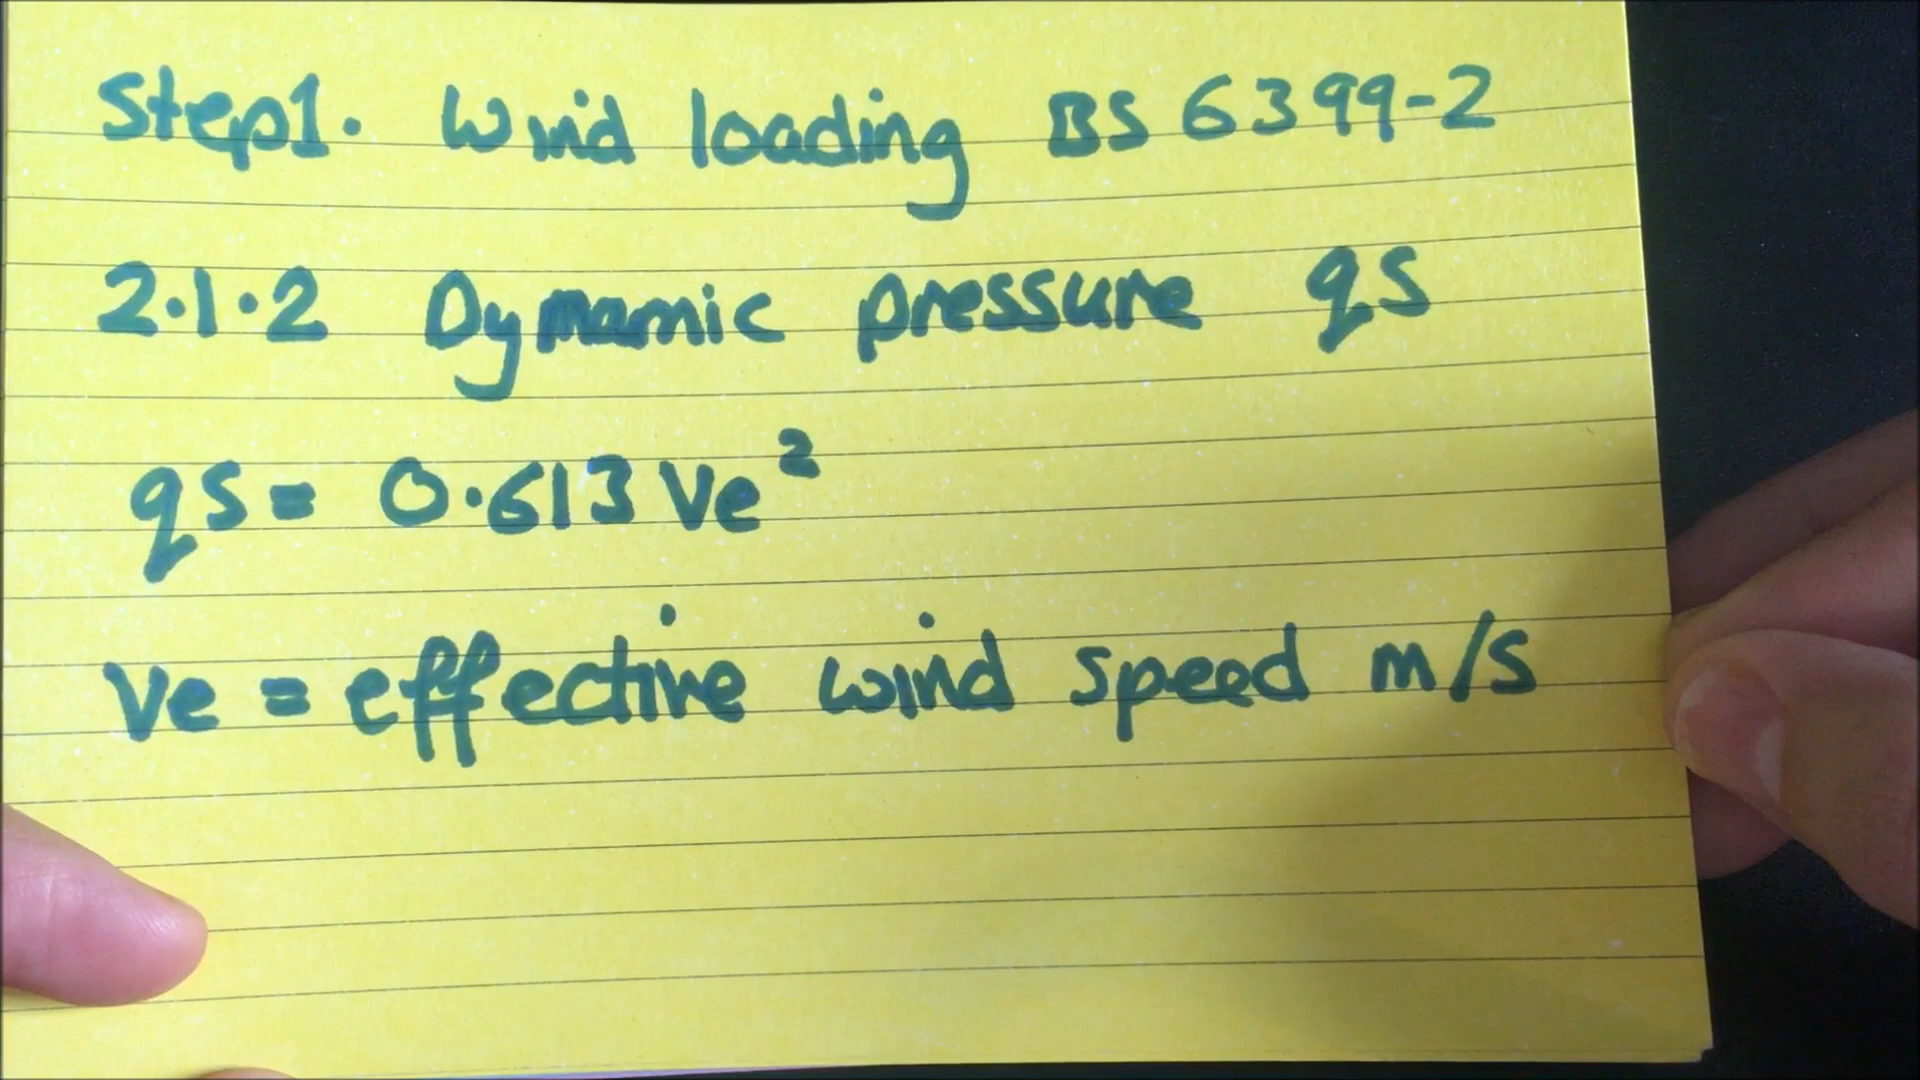 Step1. Wind loading BS 6399-2
2.1.2 Dynamic pressure qs
qs = 0.613 Ve²
Ve = effective wind speed m/s